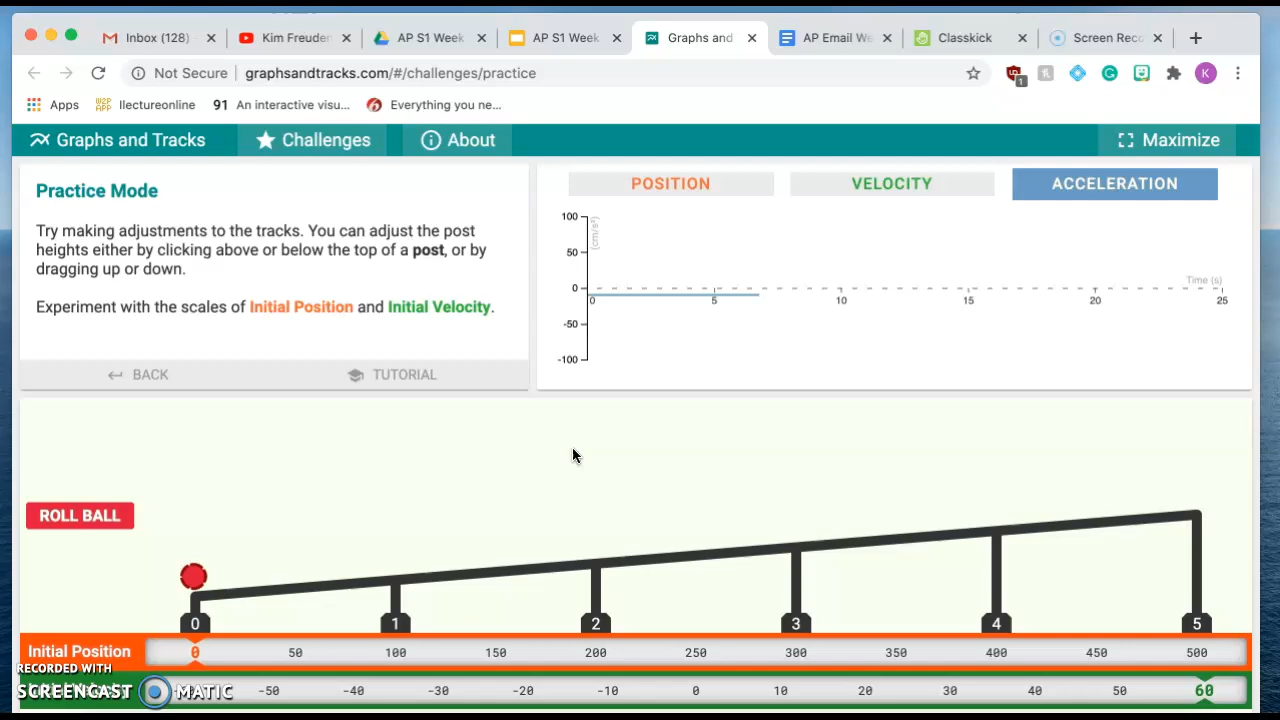 Inbox (128)
Kim Freuden
AP S1 Week
AP S1 Week
Graphs and
AP Email We
Classkick
Screen Rec
Not Secure | graphsandtracks.com/#/challenges/practice
1
K
Apps
W2P APP llectureonline
91 An interactive visu...
Everything you ne...
Graphs and Tracks
Challenges
About
Maximize
Practice Mode
Try making adjustments to the tracks. You can adjust the post
heights either by clicking above or below the top of a post, or by
dragging up or down.
Experiment with the scales of Initial Position and Initial Velocity.
BACK
TUTORIAL
POSITION VELOCITY ACCELERATION
100
(cm/s²)
50
0
-50
-100
Time (s)
0 5 10 15 20 25
ROLL BALL
0 1 2 3 4 5
Initial Position 0 50 100 150 200 250 300 350 400 450 500
RECORDED WITH
SCREENCAST MATIC
-50 -40 -30 -20 -10 0 10 20 30 40 50 60